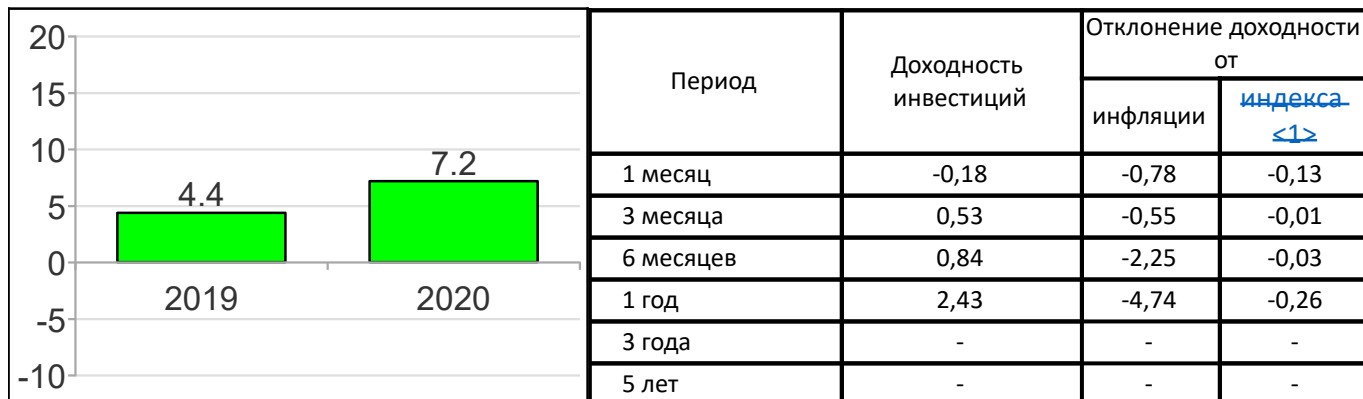 20
15
10
5
0
-5
-10
4.4
7.2
2019
2020
Период
Доходность
инвестиций
Отклонение доходности
от
инфляции
индекса
<1>
1 месяц -0,18 -0,78 -0,13
3 месяца 0,53 -0,55 -0,01
6 месяцев 0,84 -2,25 -0,03
1 год 2,43 -4,74 -0,26
3 года - - -
5 лет - - -